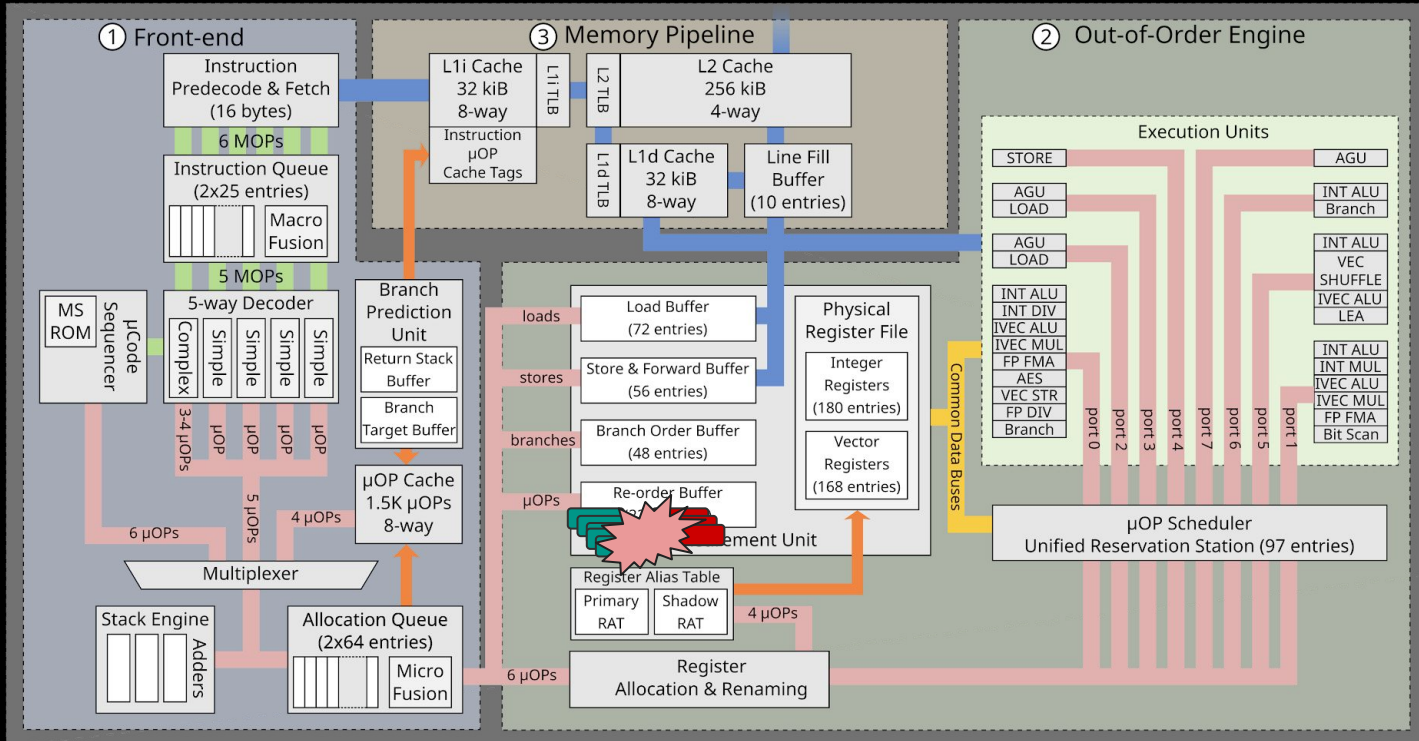 ① Front-end
Instruction
Predecode & Fetch
(16 bytes)
6 MOPs
Instruction Queue
(2x25 entries)
Macro
Fusion
5 MOPs
MS
ROM
µCode
Sequencer
5-way Decoder
Complex
Simple
Simple
Simple
Simple
3-4 µOPs
µOP
µOP
µOP
µOP
5 µOPs
6 µOPs
4 µOPs
Multiplexer
Branch
Prediction
Unit
Return Stack
Buffer
Branch
Target Buffer
µOP Cache
1.5K µOPs
8-way
Stack Engine
Adders
Allocation Queue
(2x64 entries)
Micro
Fusion
③ Memory Pipeline
L1i Cache
32 kiB
8-way
L1i TLB
Instruction
µOP
Cache Tags
L2 TLB
L2 Cache
256 kiB
4-way
L1d TLB
L1d Cache
32 kiB
8-way
Line Fill
Buffer
(10 entries)
② Out-of-Order Engine
Execution Units
STORE
AGU
LOAD
AGU
LOAD
INT ALU
INT DIV
IVEC ALU
IVEC MUL
FP FMA
AES
VEC STR
FP DIV
Branch
AGU
INT ALU
Branch
INT ALU
VEC
SHUFFLE
IVEC ALU
LEA
INT ALU
INT MUL
IVEC ALU
IVEC MUL
FP FMA
Bit Scan
port 0
port 2
port 3
port 4
port 7
port 6
port 5
port 1
Common Data Buses
µOP Scheduler
Unified Reservation Station (97 entries)
loads
Load Buffer
(72 entries)
stores
Store & Forward Buffer
(56 entries)
branches
Branch Order Buffer
(48 entries)
µOPs
Re-order Buffer
Unit
Physical
Register File
Integer
Registers
(180 entries)
Vector
Registers
(168 entries)
Register Alias Table
Primary
RAT
Shadow
RAT
4 µOPs
6 µOPs
Register
Allocation & Renaming